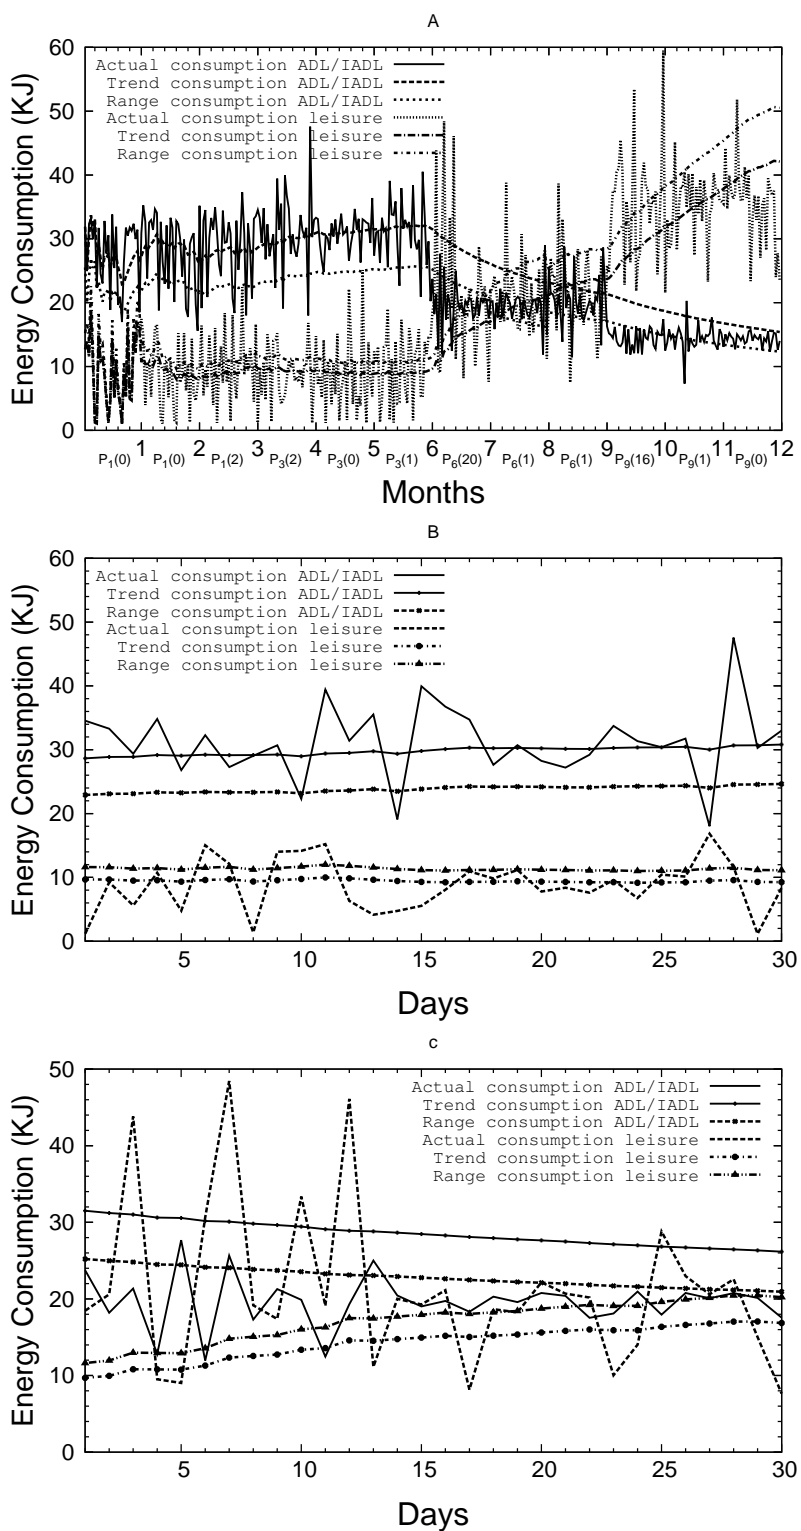 A
60
50
40
30
20
10
0
Energy Consumption (KJ)
Actual consumption ADL/IADL
Trend consumption ADL/IADL
Range consumption ADL/IADL
Actual consumption leisure
Trend consumption leisure
Range consumption leisure
1 2 3 4 5 6 7 8 9 10 11 12
P1(0) P1(0) P1(2) P3(2) P3(0) P3(1) P6(20) P6(1) P6(1) P9(16) P9(1) P9(0)
Months
B
60
50
40
30
20
10
0
Energy Consumption (KJ)
Actual consumption ADL/IADL
Trend consumption ADL/IADL
Range consumption ADL/IADL
Actual consumption leisure
Trend consumption leisure
Range consumption leisure
5 10 15 20 25 30
Days
c
50
40
30
20
10
0
Energy Consumption (KJ)
Actual consumption ADL/IADL
Trend consumption ADL/IADL
Range consumption ADL/IADL
Actual consumption leisure
Trend consumption leisure
Range consumption leisure
5 10 15 20 25 30
Days